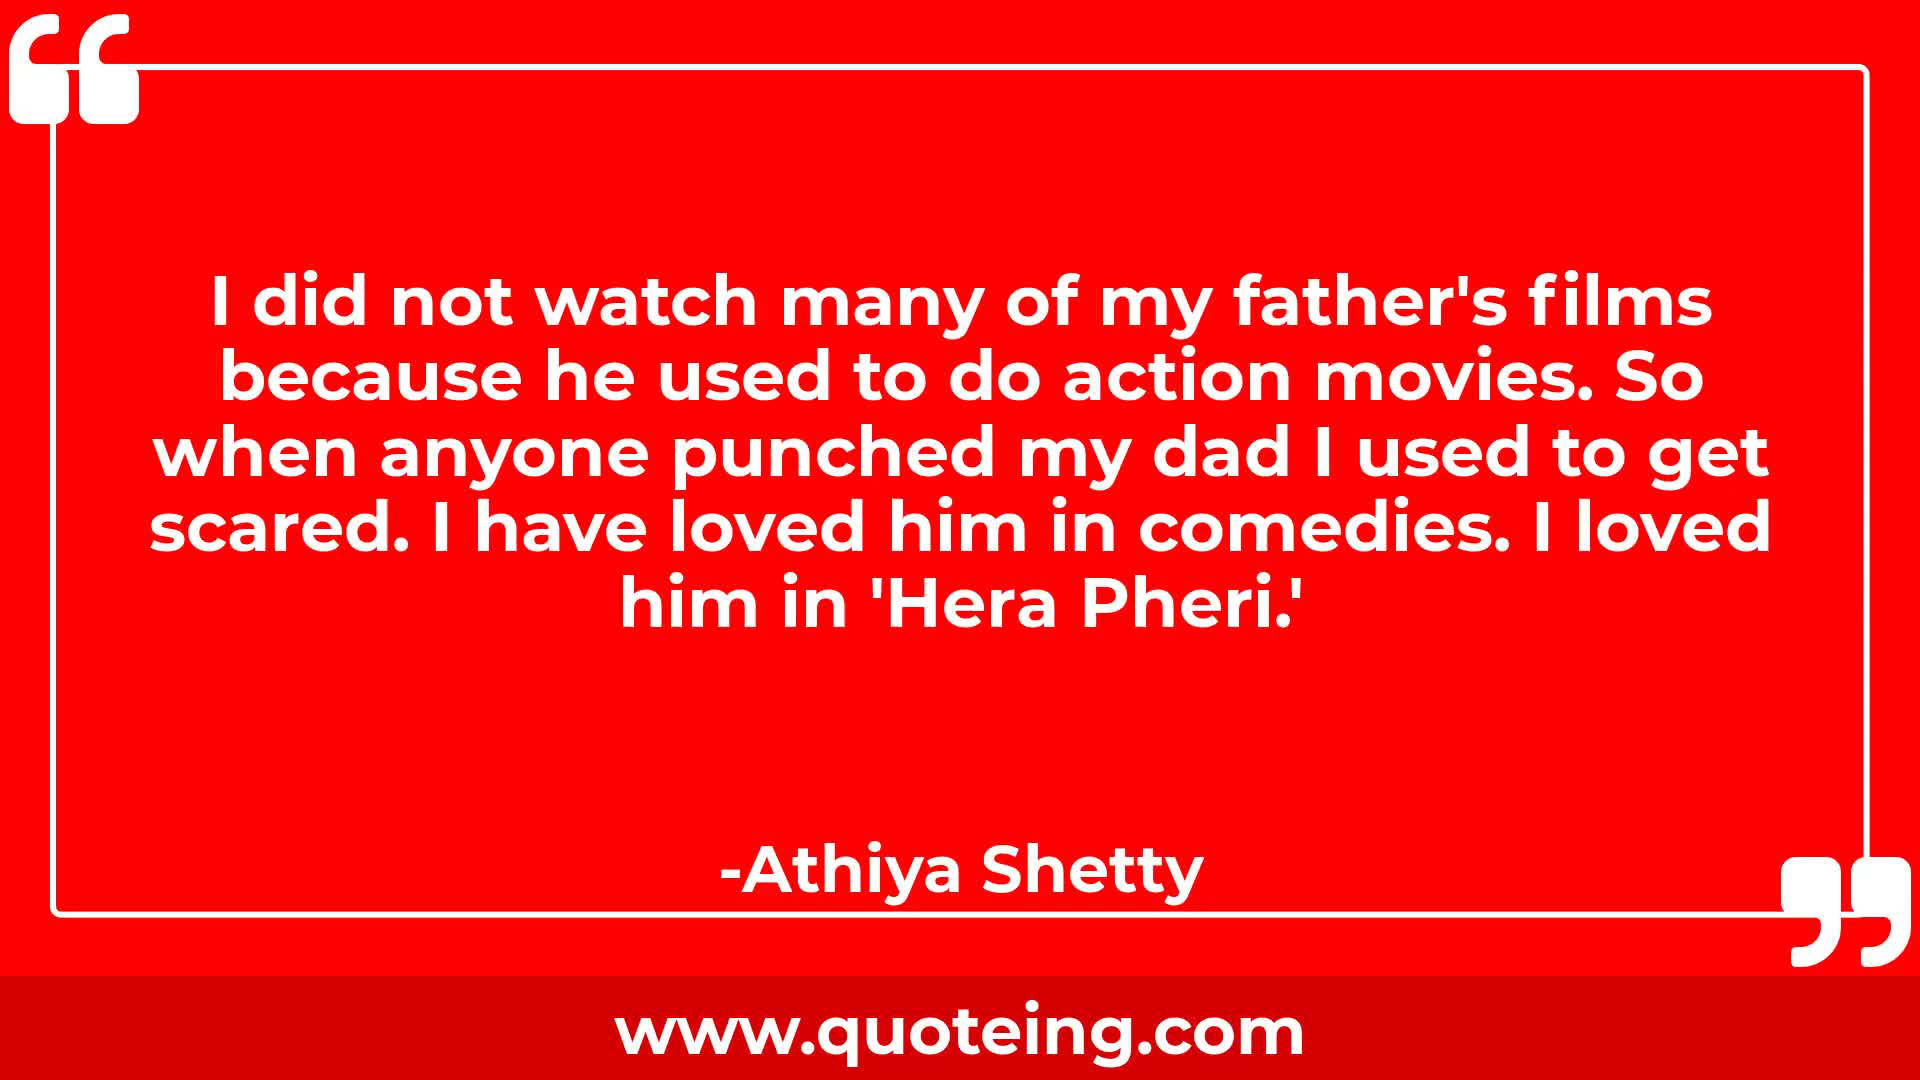 I did not watch many of my father's films
because he used to do action movies. So
when anyone punched my dad I used to get
scared. I have loved him in comedies. I loved
him in 'Hera Pheri.'
-Athiya Shetty
www.quoteing.com